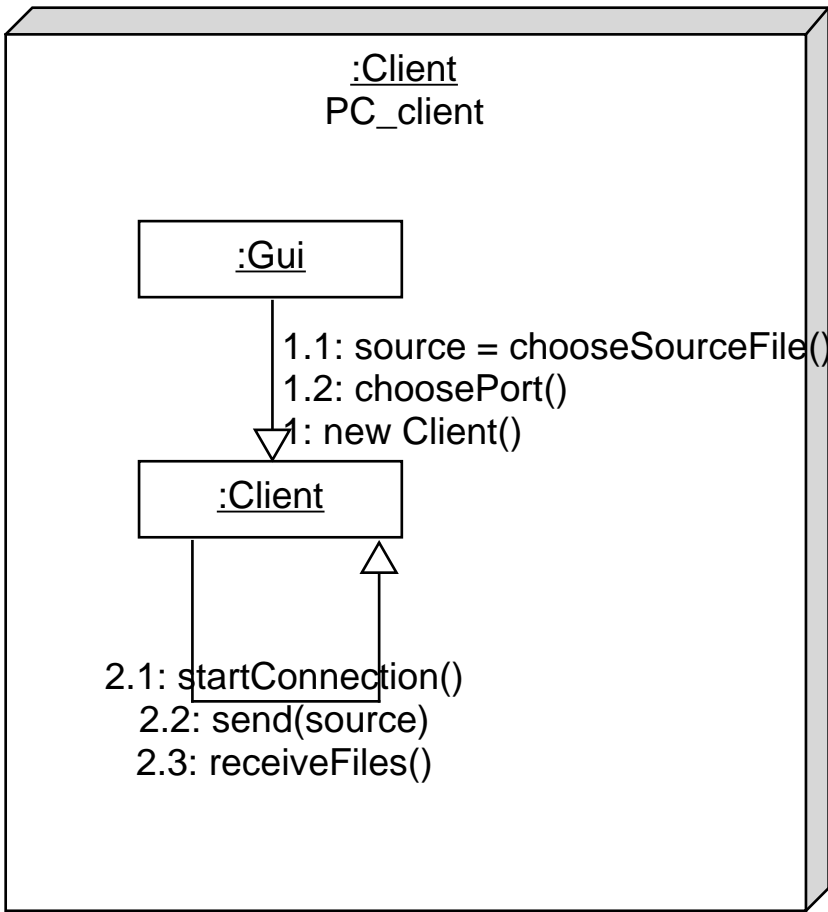 :Client
PC_client
:Gui
1.1: source = chooseSourceFile()
1.2: choosePort()
1: new Client()
:Client
2.1: startConnection()
2.2: send(source)
2.3: receiveFiles()